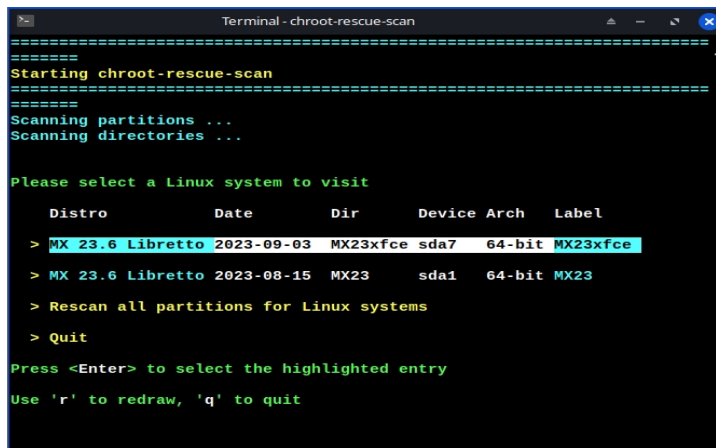 Terminal - chroot-rescue-scan
========================================================================
=======
Starting chroot-rescue-scan
========================================================================
=======
Scanning partitions ...
Scanning directories ...
Please select a Linux system to visit
Distro Date Dir Device Arch Label
> MX 23.6 Libretto 2023-09-03 MX23xfce sda7 64-bit MX23xfce
> MX 23.6 Libretto 2023-08-15 MX23 sda1 64-bit MX23
> Rescan all partitions for Linux systems
> Quit
Press <Enter> to select the highlighted entry
Use 'r' to redraw, 'q' to quit